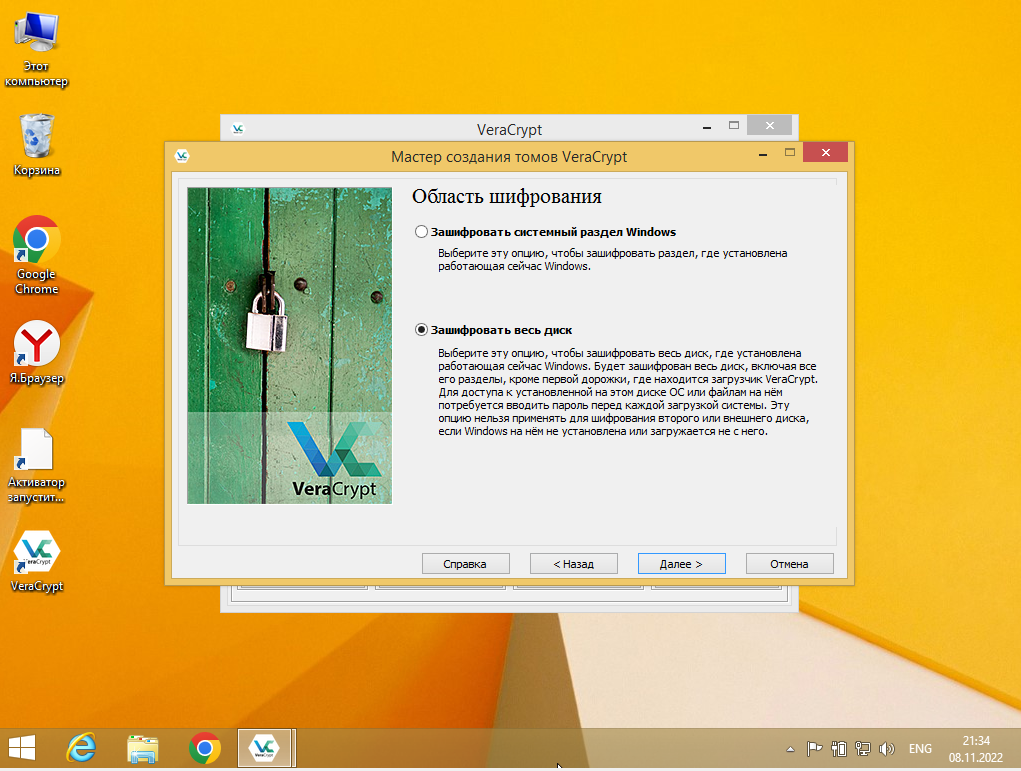 Этот
компьютер
Корзина
Google
Chrome
Я.Браузер
Активатор
запустит...
VeraCrypt
VeraCrypt
Мастер создания томов VeraCrypt
Область шифрования
Зашифровать системный раздел Windows
Выберите эту опцию, чтобы зашифровать раздел, где установлена
работающая сейчас Windows.
Зашифровать весь диск
Выберите эту опцию, чтобы зашифровать весь диск, где установлена
работающая сейчас Windows. Будет зашифрован весь диск, включая все
его разделы, кроме первой дорожки, где находится загрузчик VeraCrypt.
Для доступа к установленной на этом диске ОС или файлам на нём
потребуется вводить пароль перед каждой загрузкой системы. Эту
опцию нельзя применять для шифрования второго или внешнего диска,
если Windows на нём не установлена или загружается не с него.
VeraCrypt
Справка
< Назад
Далее >
Отмена
ENG
21:34
08.11.2022